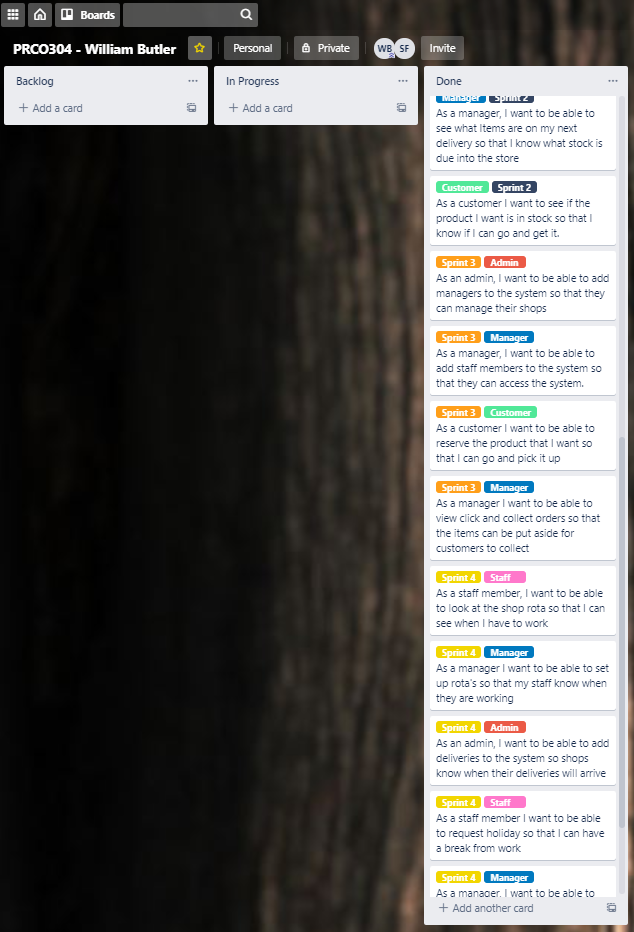 Boards
PRCO304 - William Butler
Personal
Private
WB
SF
Invite
Backlog
+ Add a card
In Progress
+ Add a card
Done
Manager Sprint 2
As a manager, I want to be able to
see what Items are on my next
delivery so that I know what stock is
due into the store
Customer Sprint 2
As a customer I want to see if the
product I want is in stock so that I
know if I can go and get it.
Sprint 3 Admin
As an admin, I want to be able to add
managers to the system so that they
can manage their shops
Sprint 3 Manager
As a manager, I want to be able to
add staff members to the system so
that they can access the system.
Sprint 3 Customer
As a customer I want to be able to
reserve the product that I want so
that I can go and pick it up
Sprint 3 Manager
As a manager I want to be able to
view click and collect orders so that
the items can be put aside for
customers to collect
Sprint 4 Staff
As a staff member, I want to be able
to look at the shop rota so that I can
see when I have to work
Sprint 4 Manager
As a manager I want to be able to set
up rota's so that my staff know when
they are working
Sprint 4 Admin
As an admin, I want to be able to add
deliveries to the system so shops
know when their deliveries will arrive
Sprint 4 Staff
As a staff member I want to be able
to request holiday so that I can have
a break from work
Sprint 4 Manager
As a manager, I want to be able to
+ Add another card